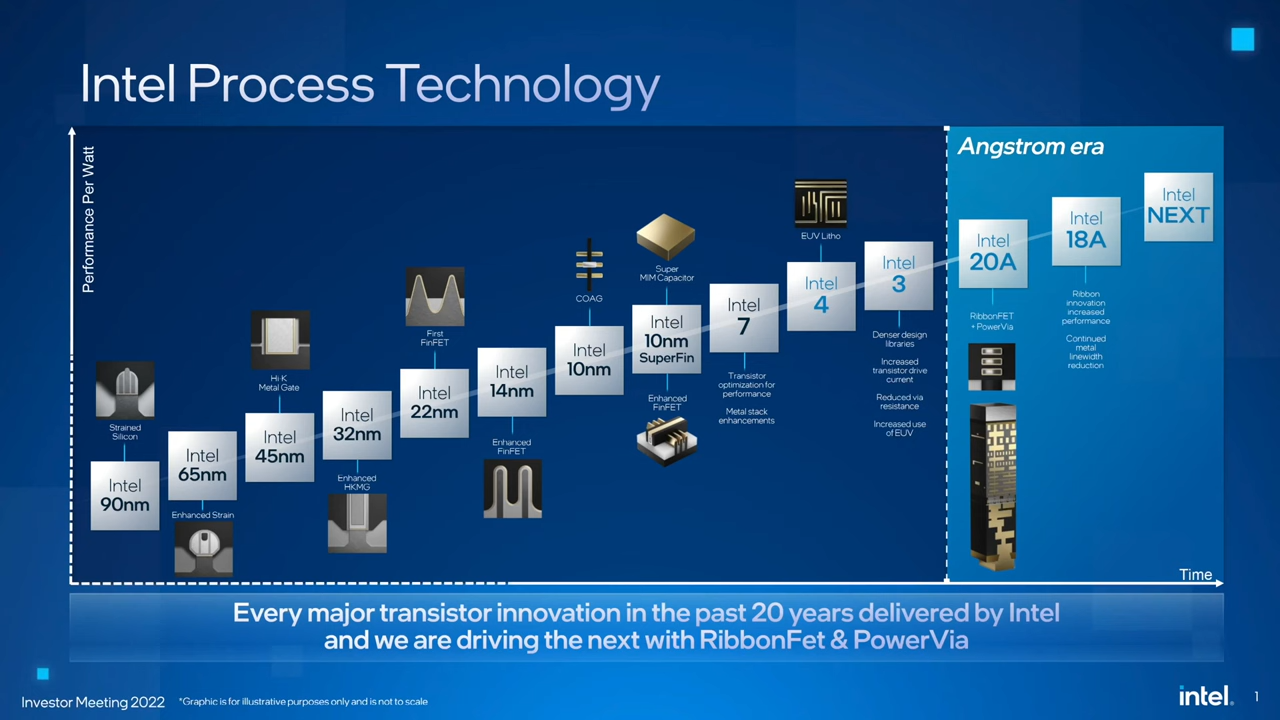 Intel Process Technology
Performance Per Watt
Angstrom era
Strained
Silicon
Intel
90nm
Intel
65nm
Enhanced Strain
Hi K
Metal Gate
Intel
45nm
Intel
32nm
Enhanced
HKMG
First
FinFET
Intel
22nm
Intel
14nm
Enhanced
FinFET
COAG
Intel
10nm
Super
MIM Capacitor
Intel
10nm
SuperFin
Enhanced
FinFET
Intel
7
Transistor
optimization for
performance
Metal stack
enhancements
EUV Litho
Intel
4
Intel
3
Denser design
libraries
Increased
transistor drive
current
Reduced via
resistance
Increased use
of EUV
Intel
20A
RibbonFET
+ PowerVia
Intel
18A
Ribbon
innovation
increased
performance
Continued
metal
linewidth
reduction
Intel
NEXT
Time
Every major transistor innovation in the past 20 years delivered by Intel
and we are driving the next with RibbonFet & PowerVia
Investor Meeting 2022
*Graphic is for illustrative purposes only and is not to scale
intel.
1